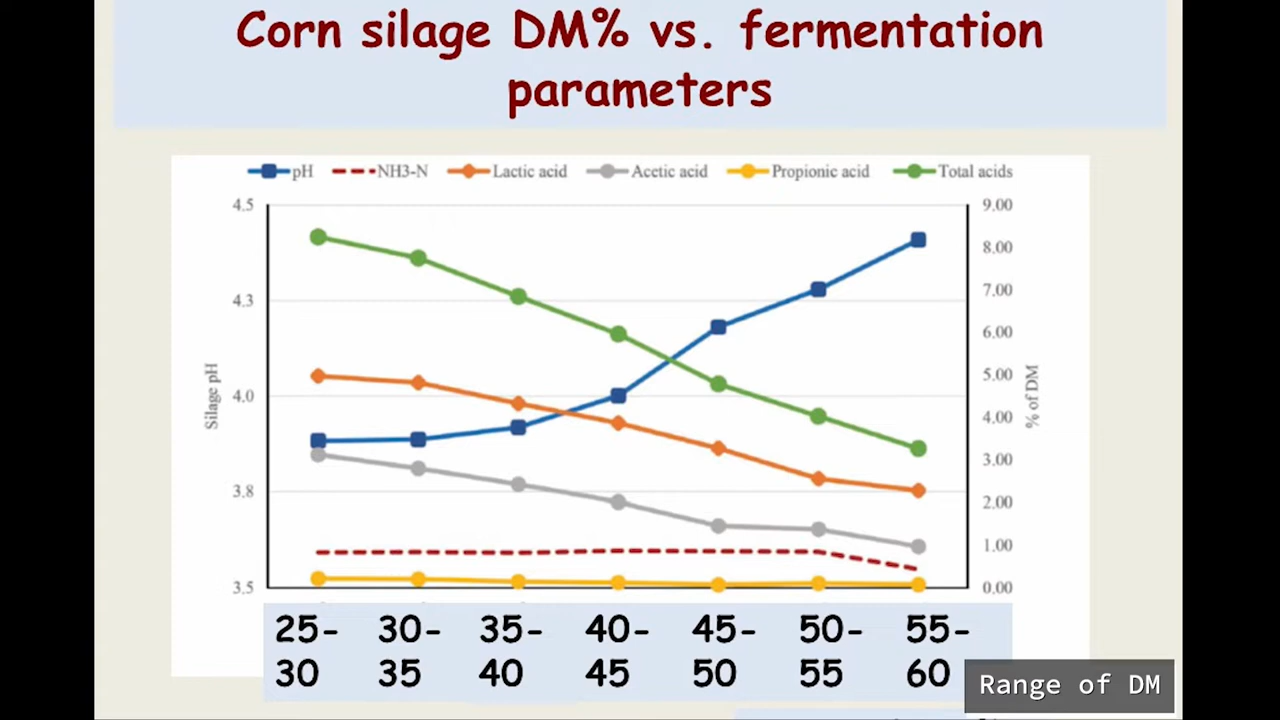 Corn silage DM% vs. fermentation
parameters
pH NH3-N Lactic acid Acetic acid Propionic acid Total acids
4.5 9.00
8.00
4.3 7.00
6.00
5.00
4.0 4.00
3.00
3.8 2.00
1.00
3.5 0.00
Silage pH
% of DM
25- 30- 35- 40- 45- 50- 55-
30 35 40 45 50 55 60
Range of DM